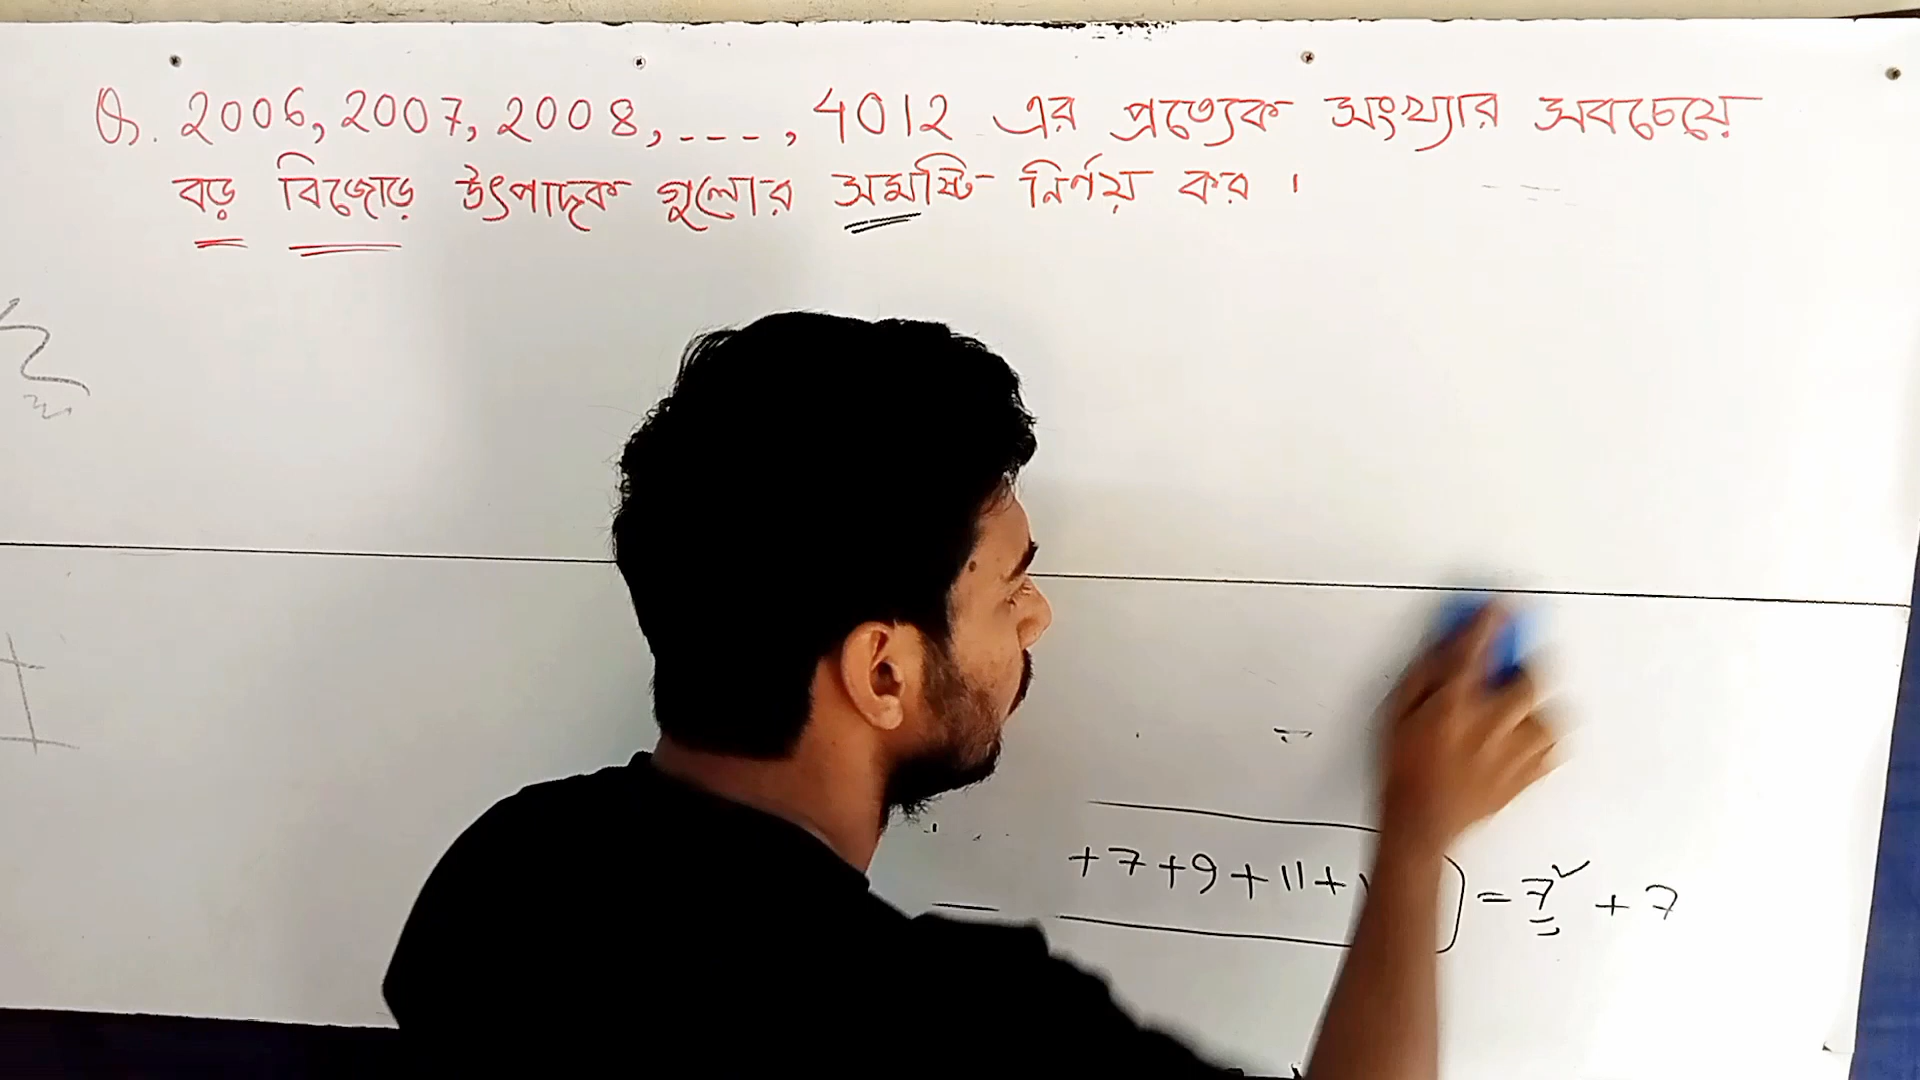 Q. 2006, 2007, 2008, ---, 4012 এর প্রত্যেক সংখ্যার সবচেয়ে
বড় বিজোড় উৎপাদক গুলোর সমষ্টি নির্ণয় কর ।
+7+9+11+ ) = 7² + 7